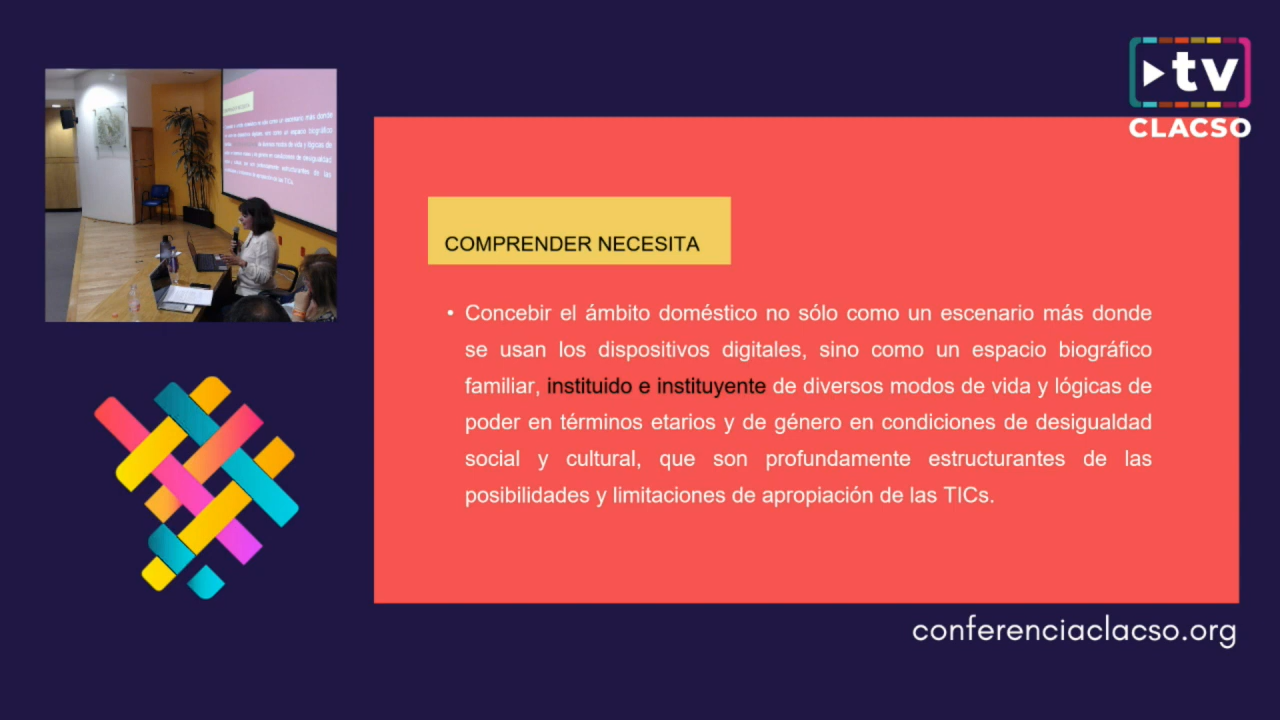 tv
CLACSO
COMPRENDER NECESITA
• Concebir el ámbito doméstico no sólo como un escenario más donde
se usan los dispositivos digitales, sino como un espacio biográfico
familiar, instituido e instituyente de diversos modos de vida y lógicas de
poder en términos etarios y de género en condiciones de desigualdad
social y cultural, que son profundamente estructurantes de las
posibilidades y limitaciones de apropiación de las TICs.
conferenciaclacso.org